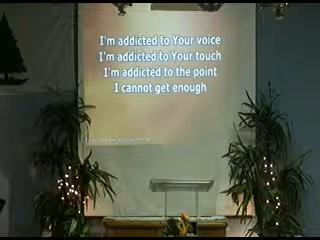 I'm addicted to Your voice
I'm addicted to Your touch
I'm addicted to the point
I cannot get enough